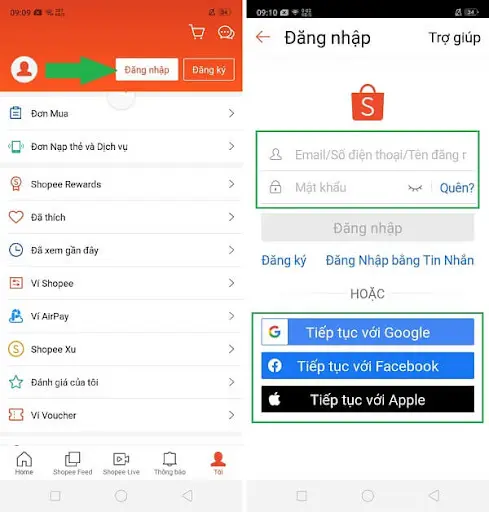 09:09
34
Đăng nhập
Đăng ký
Đơn Mua
Đơn Nạp thẻ và Dịch vụ
Shopee Rewards
Đã thích
Đã xem gần đây
Ví Shopee
Ví AirPay
Shopee Xu
Đánh giá của tôi
Ví Voucher
Home
Shopee Feed
Shopee Live
Thông báo
Tôi
09:10
34
Đăng nhập
Trợ giúp
Email/Số điện thoại/Tên đăng r
Mật khẩu
Quên?
Đăng nhập
Đăng ký
Đăng Nhập bằng Tin Nhắn
HOẶC
Tiếp tục với Google
Tiếp tục với Facebook
Tiếp tục với Apple